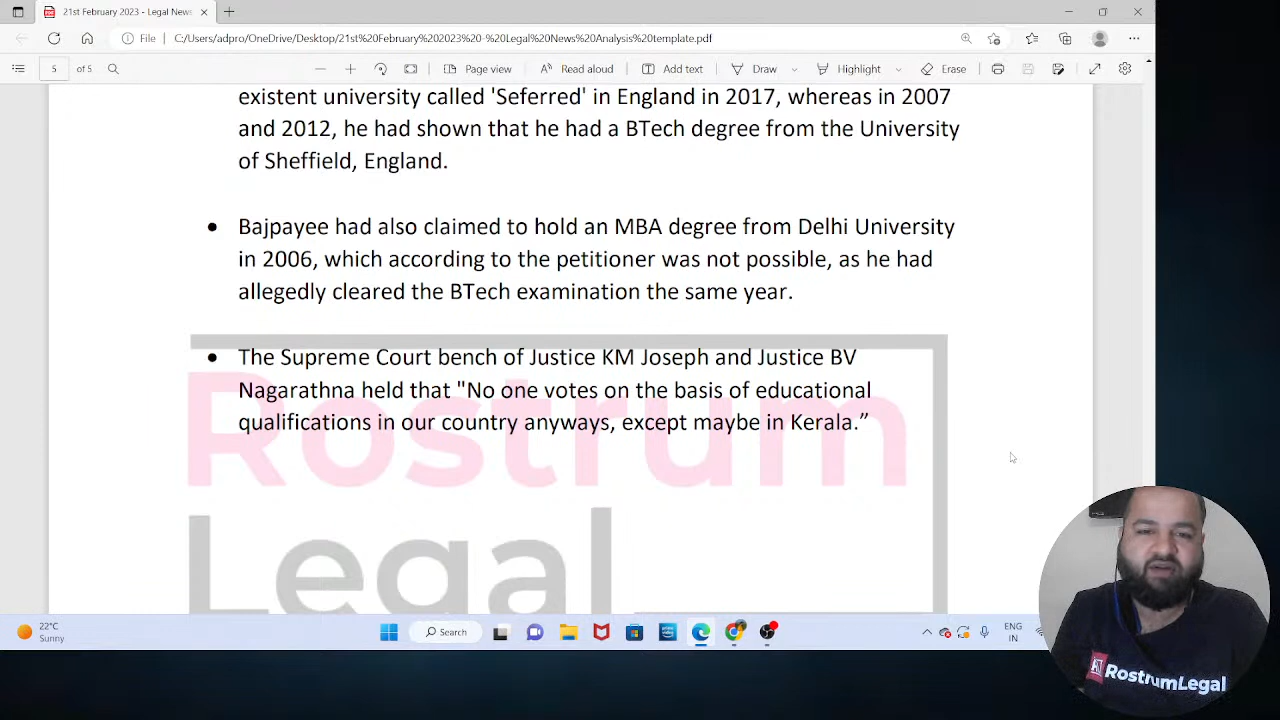 21st February 2023 - Legal News
File
C:/Users/adpro/OneDrive/Desktop/21st%20February%202023%20-%20Legal%20News%20Analysis%20template.pdf
5 of 5
Page view
Read aloud
Add text
Draw
Highlight
Erase
existent university called 'Seferred' in England in 2017, whereas in 2007
and 2012, he had shown that he had a BTech degree from the University
of Sheffield, England.
• Bajpayee had also claimed to hold an MBA degree from Delhi University
in 2006, which according to the petitioner was not possible, as he had
allegedly cleared the BTech examination the same year.
• The Supreme Court bench of Justice KM Joseph and Justice BV
Nagarathna held that "No one votes on the basis of educational
qualifications in our country anyways, except maybe in Kerala.”
Rostrum
Legal
22°C
Sunny
Search
ENG
IN
RostrumLegal